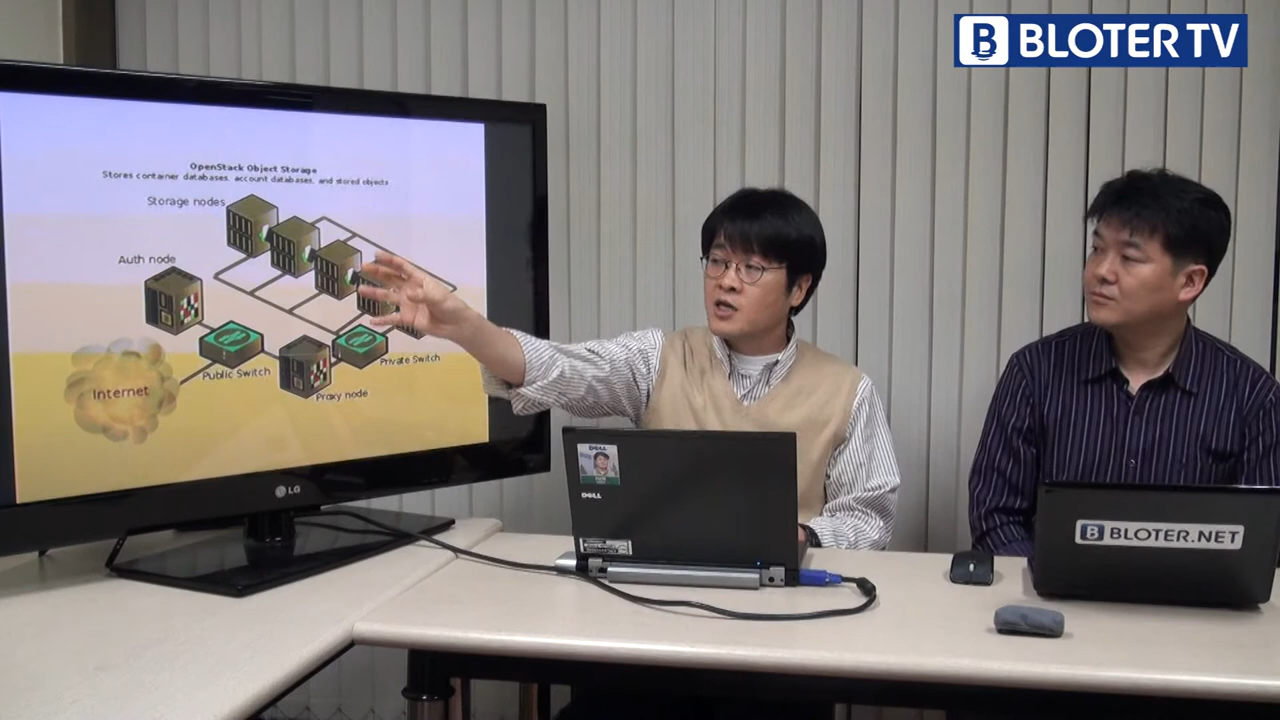 B BLOTER TV
OpenStack Object Storage
Stores container databases, account databases, and stored objects
Storage nodes
Auth node
Public Switch
Private Switch
Proxy node
Internet
LG
DELL
DELL
B BLOTER.NET